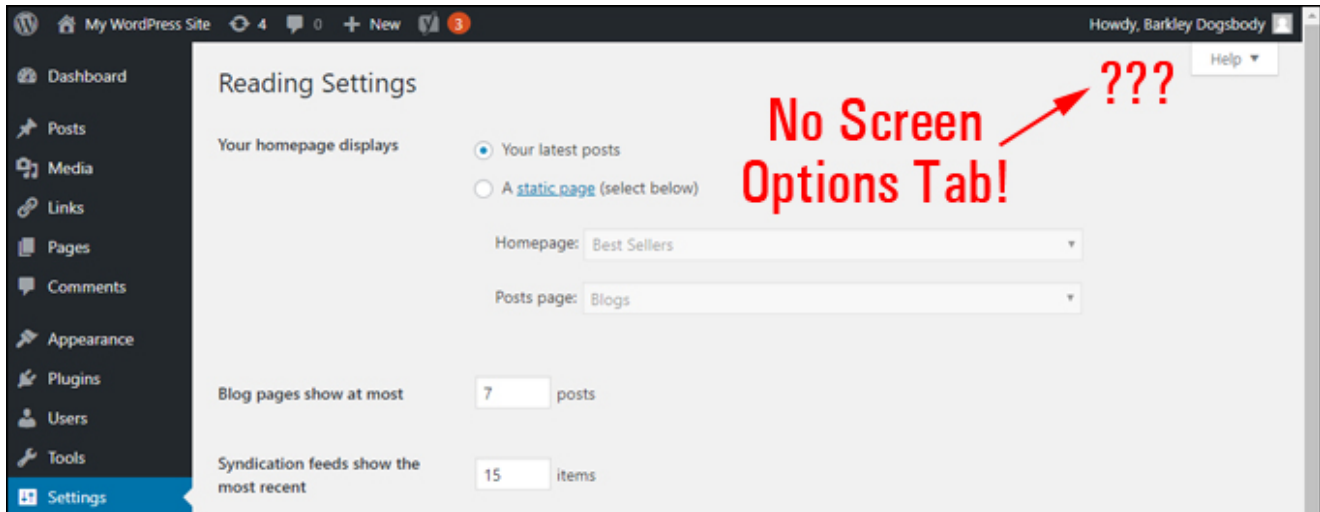 My WordPress Site 4 0 + New 3 Howdy, Barkley Dogsbody
Help ▼
Dashboard
Posts
Media
Links
Pages
Comments
Appearance
Plugins
Users
Tools
Settings
Reading Settings
Your homepage displays
Your latest posts
A static page (select below)
Homepage: Best Sellers
Posts page: Blogs
Blog pages show at most 7 posts
Syndication feeds show the
most recent
15 items
???
No Screen
Options Tab!